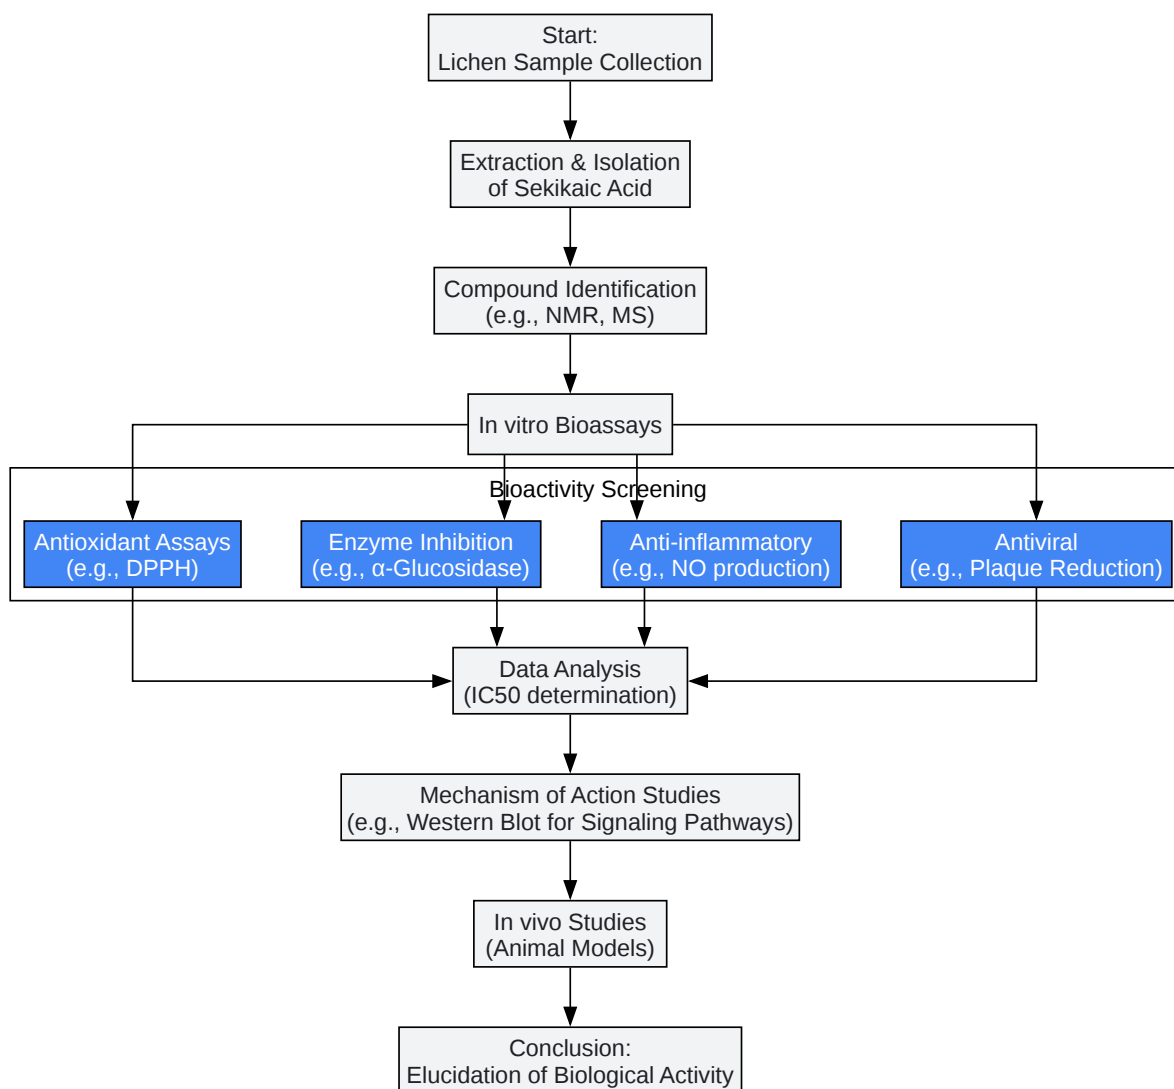 Start:
Lichen Sample Collection
Extraction & Isolation
of Sekikaic Acid
Compound Identification
(e.g., NMR, MS)
In vitro Bioassays
Bioactivity Screening
Antioxidant Assays
(e.g., DPPH)
Enzyme Inhibition
(e.g., α-Glucosidase)
Anti-inflammatory
(e.g., NO production)
Antiviral
(e.g., Plaque Reduction)
Data Analysis
(IC50 determination)
Mechanism of Action Studies
(e.g., Western Blot for Signaling Pathways)
In vivo Studies
(Animal Models)
Conclusion:
Elucidation of Biological Activity